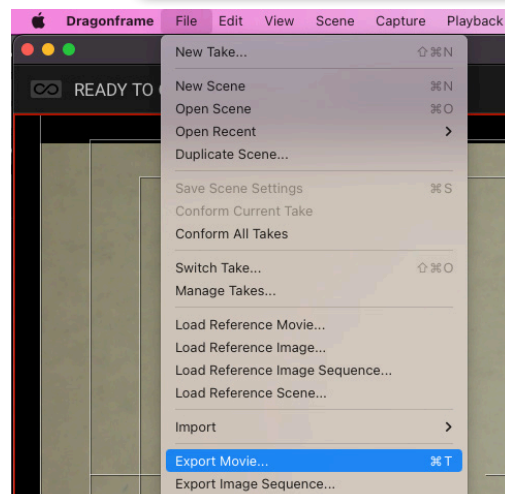 Dragonframe File Edit View Scene Capture Playback
READY TO
New Take... ⇧⌘N
New Scene ⌘N
Open Scene ⌘O
Open Recent >
Duplicate Scene...
Save Scene Settings ⌘S
Conform Current Take
Conform All Takes
Switch Take... ⇧⌘O
Manage Takes...
Load Reference Movie...
Load Reference Image...
Load Reference Image Sequence...
Load Reference Scene...
Import >
Export Movie... ⌘T
Export Image Sequence...